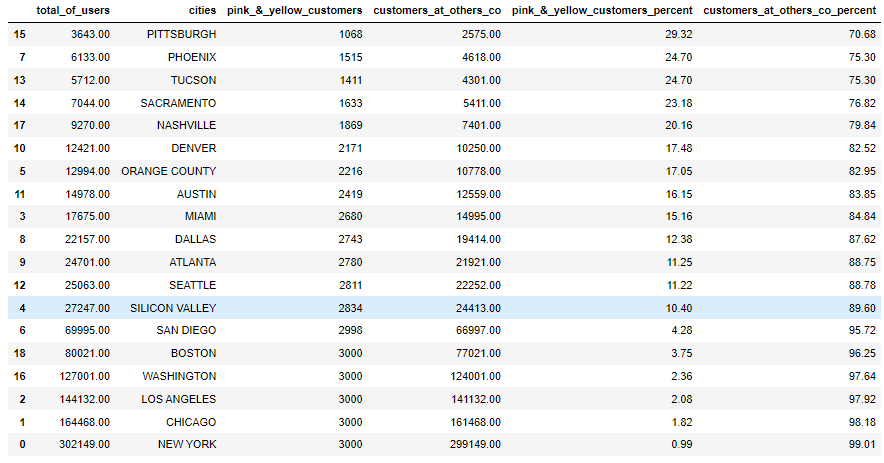 total_of_users cities pink_&_yellow_customers customers_at_others_co pink_&_yellow_customers_percent customers_at_others_co_percent
15 3643.00 PITTSBURGH 1068 2575.00 29.32 70.68
7 6133.00 PHOENIX 1515 4618.00 24.70 75.30
13 5712.00 TUCSON 1411 4301.00 24.70 75.30
14 7044.00 SACRAMENTO 1633 5411.00 23.18 76.82
17 9270.00 NASHVILLE 1869 7401.00 20.16 79.84
10 12421.00 DENVER 2171 10250.00 17.48 82.52
5 12994.00 ORANGE COUNTY 2216 10778.00 17.05 82.95
11 14978.00 AUSTIN 2419 12559.00 16.15 83.85
3 17675.00 MIAMI 2680 14995.00 15.16 84.84
8 22157.00 DALLAS 2743 19414.00 12.38 87.62
9 24701.00 ATLANTA 2780 21921.00 11.25 88.75
12 25063.00 SEATTLE 2811 22252.00 11.22 88.78
4 27247.00 SILICON VALLEY 2834 24413.00 10.40 89.60
6 69995.00 SAN DIEGO 2998 66997.00 4.28 95.72
18 80021.00 BOSTON 3000 77021.00 3.75 96.25
16 127001.00 WASHINGTON 3000 124001.00 2.36 97.64
2 144132.00 LOS ANGELES 3000 141132.00 2.08 97.92
1 164468.00 CHICAGO 3000 161468.00 1.82 98.18
0 302149.00 NEW YORK 3000 299149.00 0.99 99.01